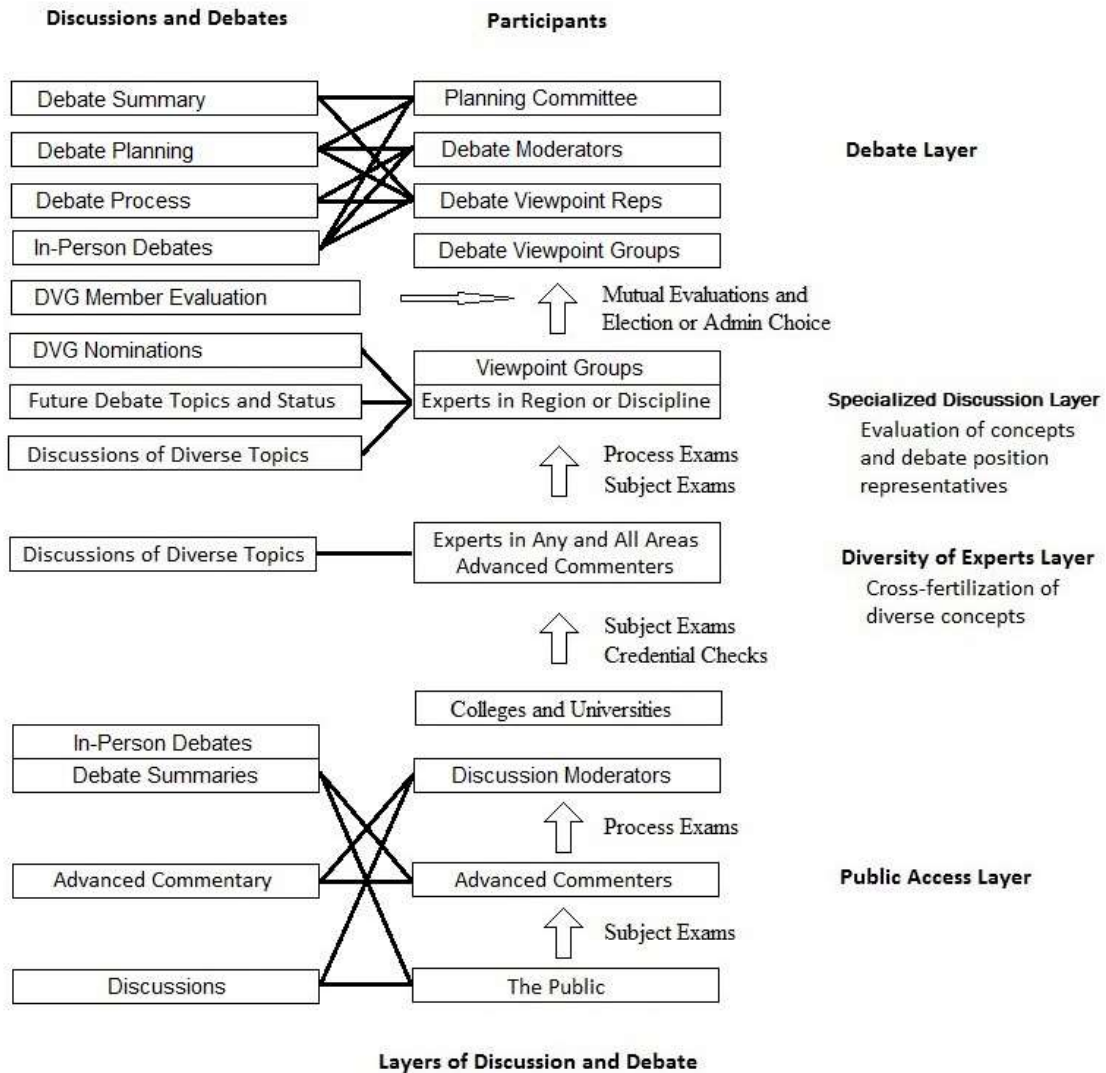 Discussions and Debates
Participants
Debate Summary
Planning Committee
Debate Planning
Debate Moderators
Debate Layer
Debate Process
Debate Viewpoint Reps
In-Person Debates
Debate Viewpoint Groups
DVG Member Evaluation
Mutual Evaluations and
Election or Admin Choice
DVG Nominations
Viewpoint Groups
Future Debate Topics and Status
Experts in Region or Discipline
Specialized Discussion Layer
Evaluation of concepts
and debate position
representatives
Discussions of Diverse Topics
Process Exams
Subject Exams
Discussions of Diverse Topics
Experts in Any and All Areas
Advanced Commenters
Diversity of Experts Layer
Cross-fertilization of
diverse concepts
Subject Exams
Credential Checks
Colleges and Universities
In-Person Debates
Debate Summaries
Discussion Moderators
Process Exams
Advanced Commentary
Advanced Commenters
Public Access Layer
Subject Exams
Discussions
The Public
Layers of Discussion and Debate